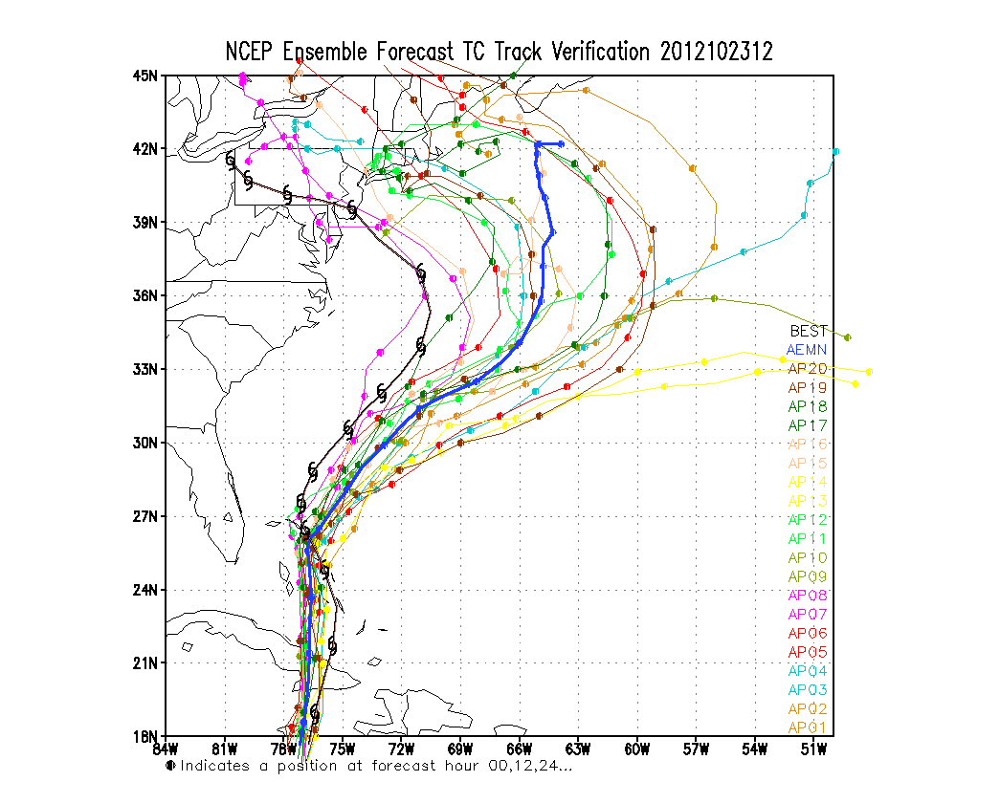 NCEP Ensemble Forecast TC Track Verification 2012102312
45N
42N
39N
36N
33N
30N
27N
24N
21N
18N
BEST
AEMN
AP20
AP19
AP18
AP17
AP16
AP15
AP14
AP13
AP12
AP11
AP10
AP09
AP08
AP07
AP06
AP05
AP04
AP03
AP02
AP01
84W 81W 78W 75W 72W 69W 66W 63W 60W 57W 54W 51W
Indicates a position at forecast hour 00,12,24...